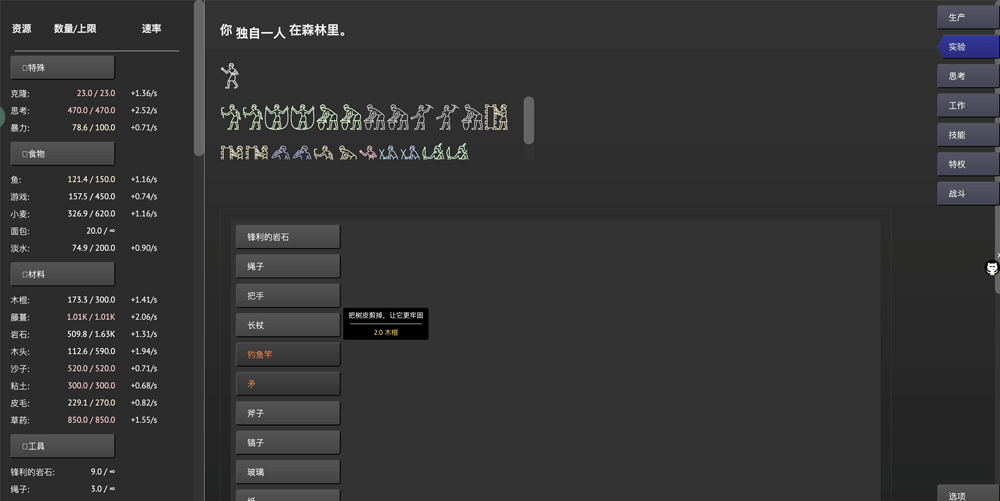 资源 数量/上限 速率
特殊
克隆: 23.0 / 23.0 +1.36/s
思考: 470.0 / 470.0 +2.52/s
暴力: 78.6 / 100.0 +0.71/s
食物
鱼: 121.4 / 150.0 +1.16/s
游戏: 157.5 / 450.0 +0.74/s
小麦: 326.9 / 620.0 +1.16/s
面包: 20.0 / ∞
淡水: 74.9 / 200.0 +0.90/s
材料
木棍: 173.3 / 300.0 +1.41/s
藤蔓: 1.01K / 1.01K +2.06/s
岩石: 509.8 / 1.63K +1.31/s
木头: 112.6 / 590.0 +1.94/s
沙子: 520.0 / 520.0 +0.71/s
粘土: 300.0 / 300.0 +0.68/s
皮毛: 229.1 / 270.0 +0.82/s
草药: 850.0 / 850.0 +1.55/s
工具
锋利的岩石: 9.0 / ∞
绳子: 3.0 / ∞
你 独自一人 在森林里。
锋利的岩石
绳子
把手
长杖
钓鱼竿
矛
斧子
镐子
玻璃
把树皮剪掉，让它更牢固
2.0 木棍
生产
实验
思考
工作
技能
特权
战斗
选项